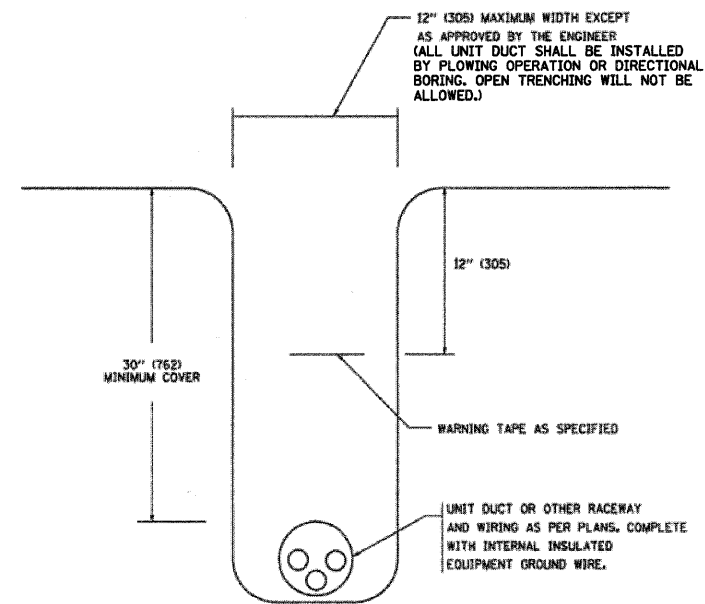 12" (305) MAXIMUM WIDTH EXCEPT
AS APPROVED BY THE ENGINEER
(ALL UNIT DUCT SHALL BE INSTALLED
BY PLOWING OPERATION OR DIRECTIONAL
BORING. OPEN TRENCHING WILL NOT BE
ALLOWED.)
12" (305)
30" (762)
MINIMUM COVER
WARNING TAPE AS SPECIFIED
UNIT DUCT OR OTHER RACEWAY
AND WIRING AS PER PLANS. COMPLETE
WITH INTERNAL INSULATED
EQUIPMENT GROUND WIRE.